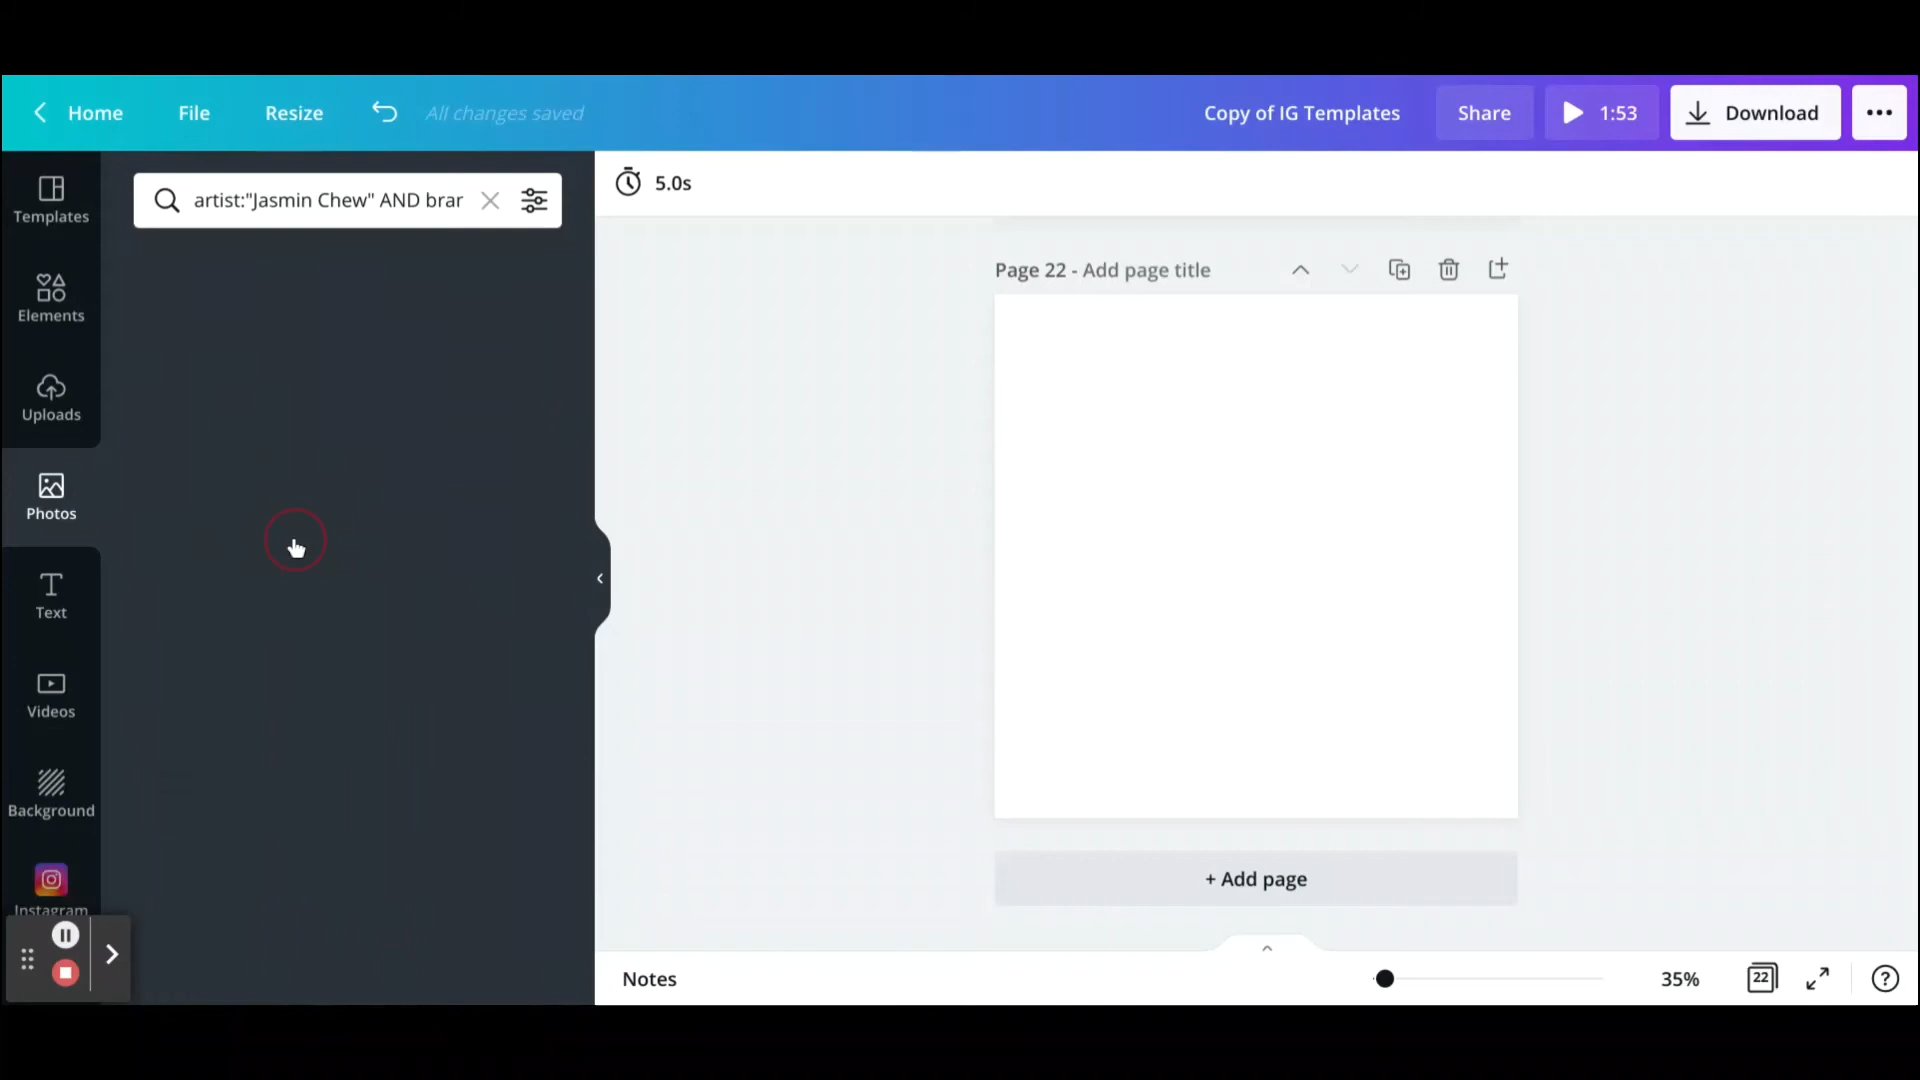 Home File Resize All changes saved Copy of IG Templates Share 1:53 Download
artist:"Jasmin Chew" AND brar
5.0s
Templates
Elements
Uploads
Photos
Text
Videos
Background
Instagram
Page 22 - Add page title
+ Add page
Notes 35% 22 ?